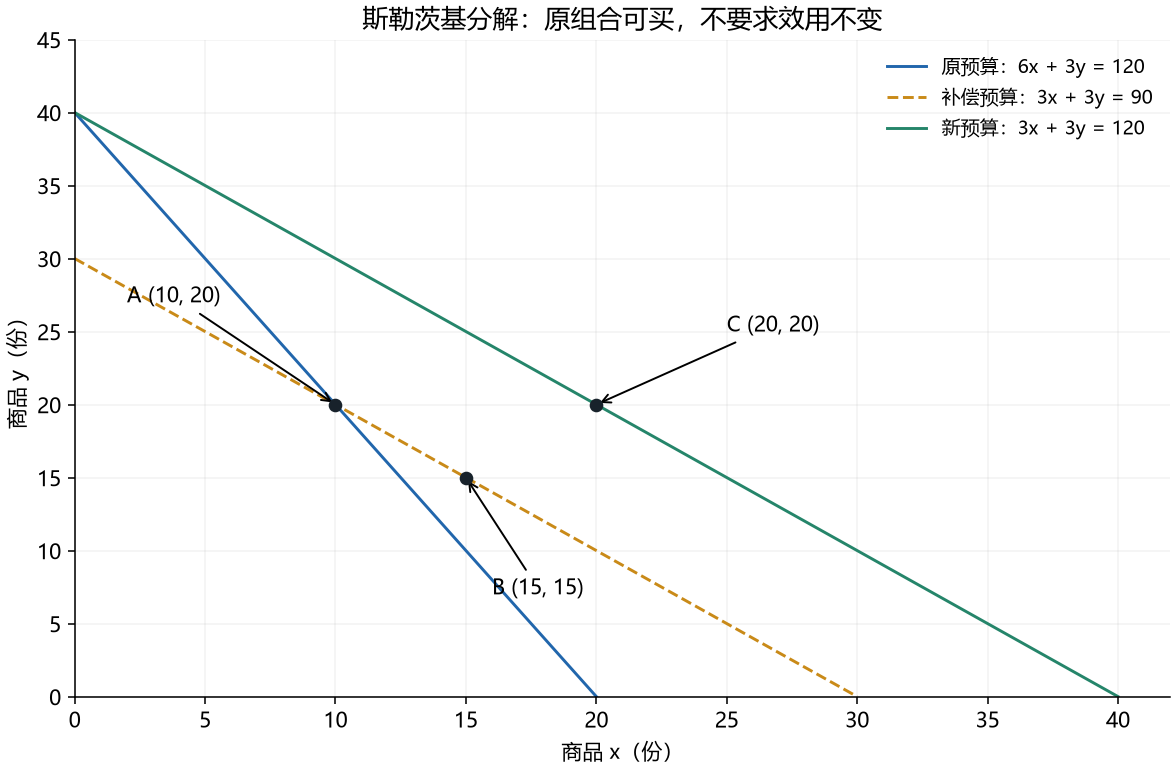 斯勒茨基分解：原组合可买，不要求效用不变
原预算：6x + 3y = 120
补偿预算：3x + 3y = 90
新预算：3x + 3y = 120
45
40
35
30
25
20
15
10
5
0
商品 y（份）
A (10, 20)
C (20, 20)
B (15, 15)
0
5
10
15
20
25
30
35
40
商品 x（份）